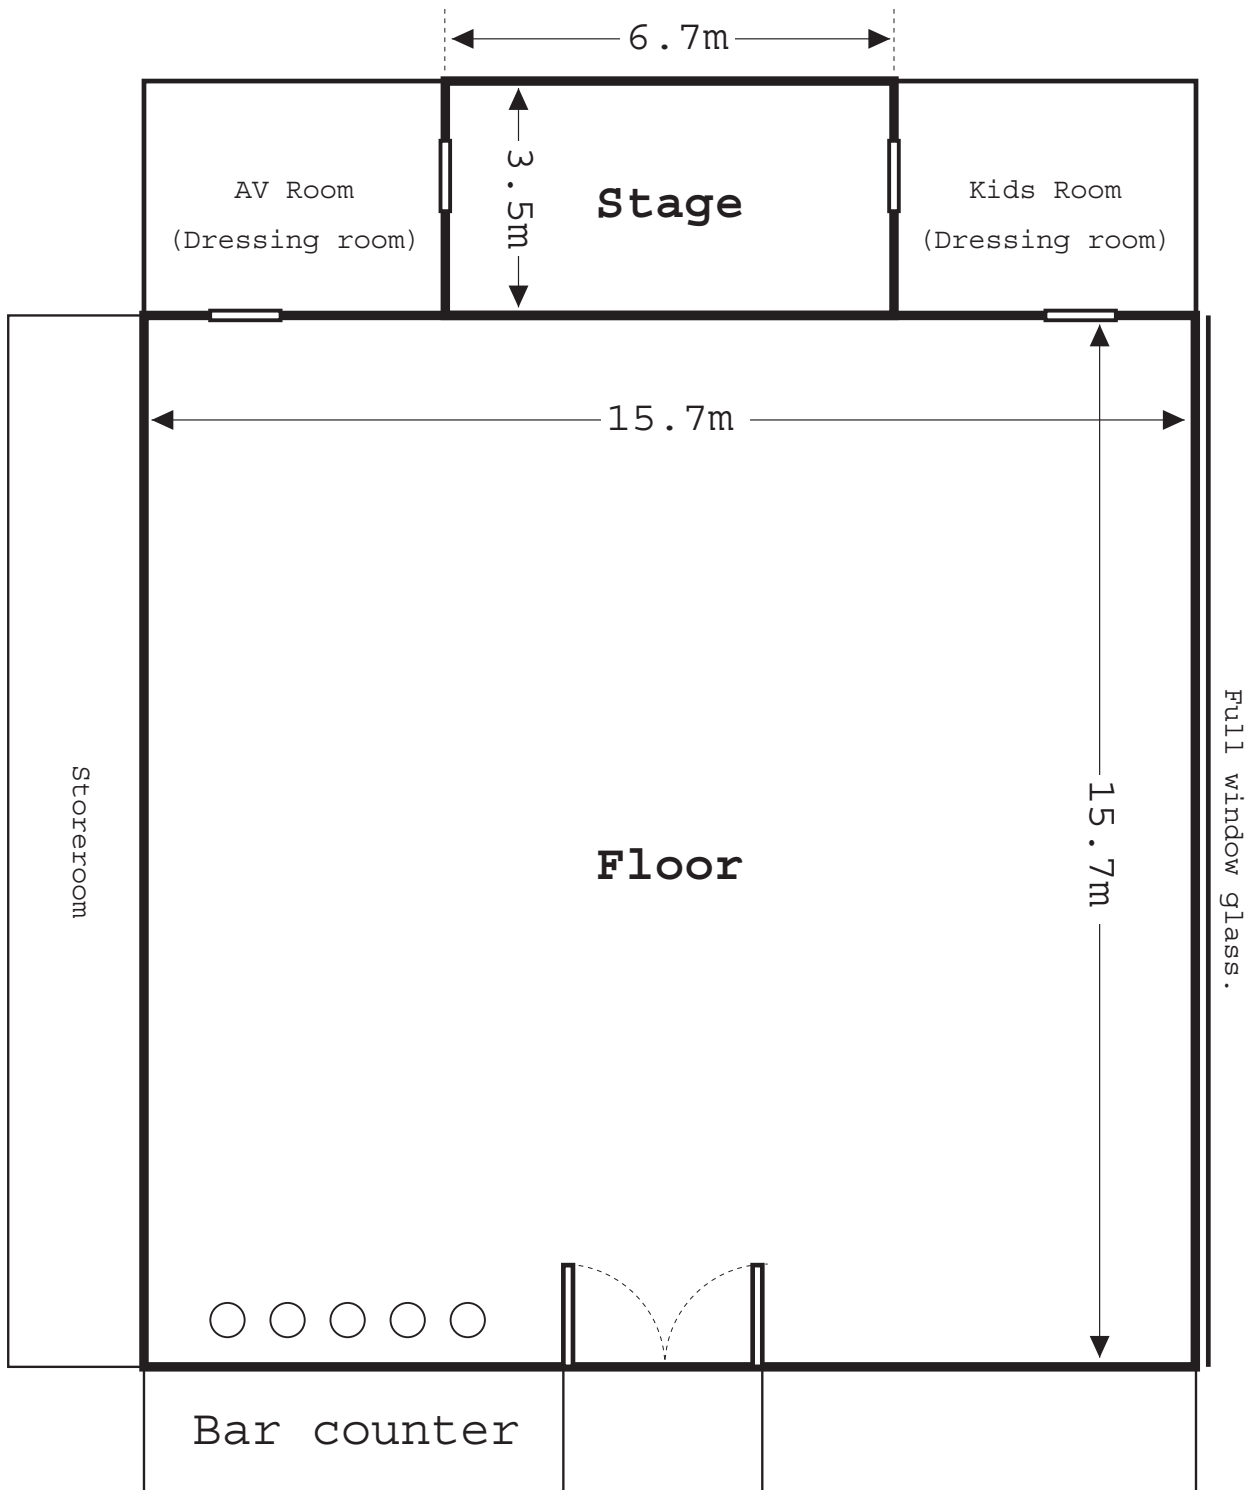 6.7m
3.5m
Stage
AV Room
(Dressing room)
Kids Room
(Dressing room)
15.7m
15.7m
Floor
Storeroom
Full window glass.
Bar counter